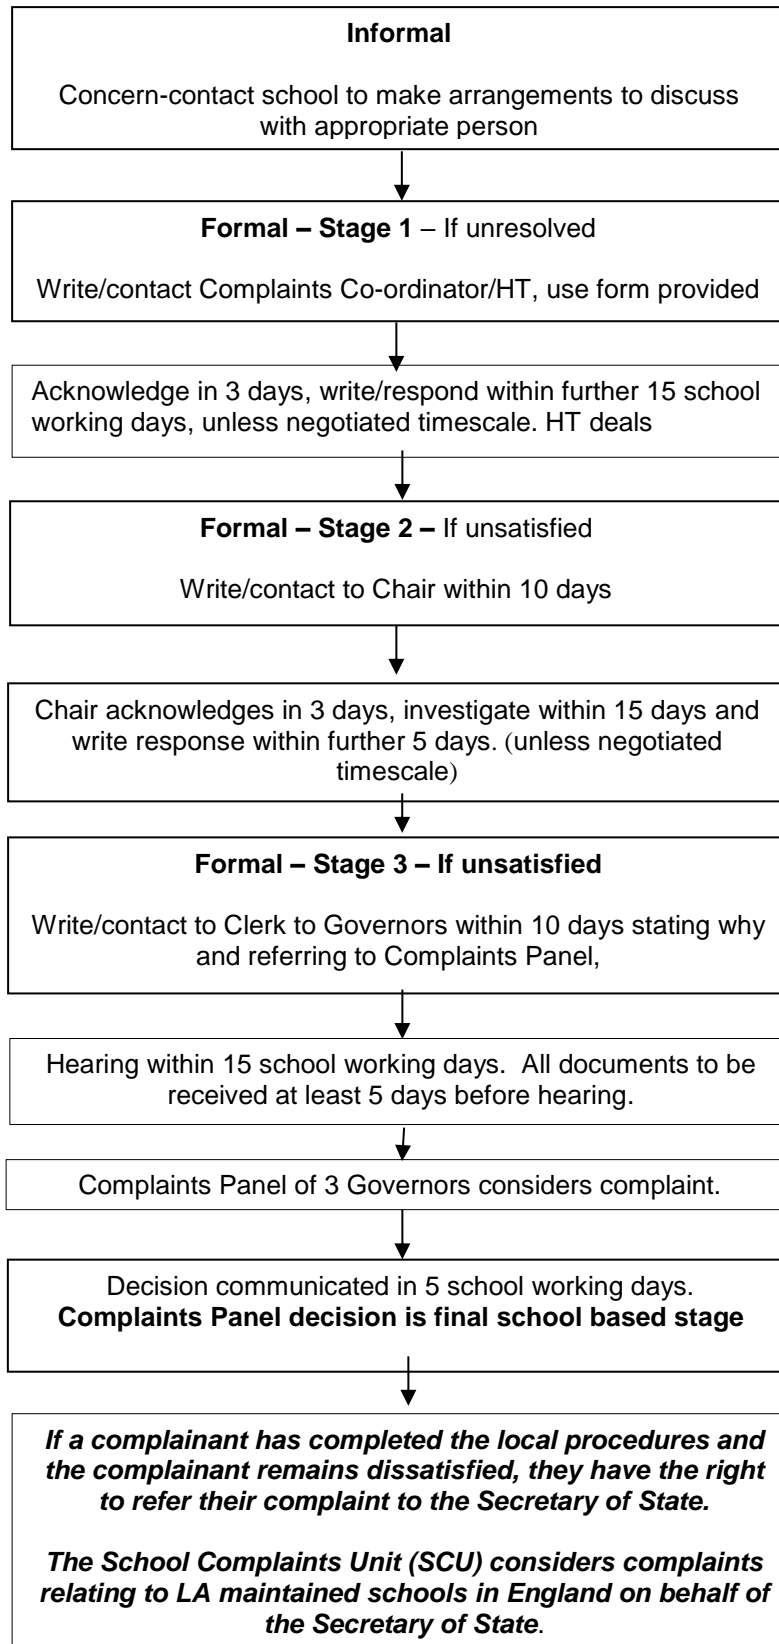 Informal
Concern-contact school to make arrangements to discuss
with appropriate person
Formal – Stage 1 – If unresolved
Write/contact Complaints Co-ordinator/HT, use form provided
Acknowledge in 3 days, write/respond within further 15 school
working days, unless negotiated timescale. HT deals
Formal – Stage 2 – If unsatisfied
Write/contact to Chair within 10 days
Chair acknowledges in 3 days, investigate within 15 days and
write response within further 5 days. (unless negotiated
timescale)
Formal – Stage 3 – If unsatisfied
Write/contact to Clerk to Governors within 10 days stating why
and referring to Complaints Panel,
Hearing within 15 school working days.  All documents to be
received at least 5 days before hearing.
Complaints Panel of 3 Governors considers complaint.
Decision communicated in 5 school working days.
Complaints Panel decision is final school based stage
If a complainant has completed the local procedures and
the complainant remains dissatisfied, they have the right
to refer their complaint to the Secretary of State.
The School Complaints Unit (SCU) considers complaints
relating to LA maintained schools in England on behalf of
the Secretary of State.